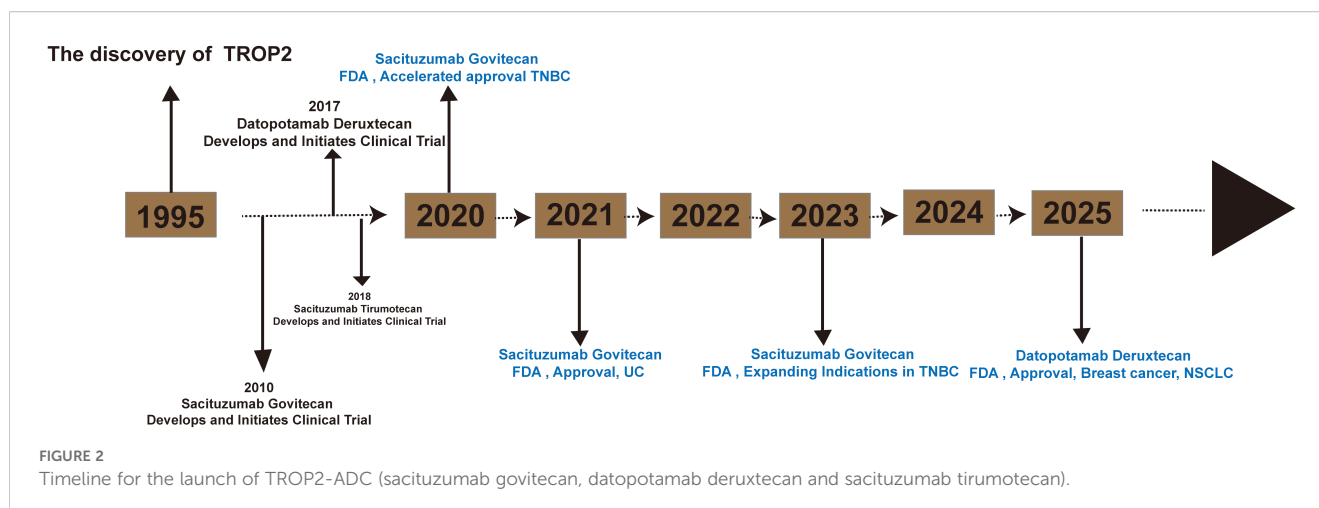 The discovery of TROP2
Sacituzumab Govitecan
FDA , Accelerated approval TNBC
2017
Datopotamab Deruxtecan
Develops and Initiates Clinical Trial
1995
2020
2021
2022
2023
2024
2025
2018
Sacituzumab Tirumotecan
Develops and Initiates Clinical Trial
2010
Sacituzumab Govitecan
Develops and Initiates Clinical Trial
Sacituzumab Govitecan
FDA , Approval, UC
Sacituzumab Govitecan
FDA , Expanding Indications in TNBC
Datopotamab Deruxtecan
FDA , Approval, Breast cancer, NSCLC
FIGURE 2
Timeline for the launch of TROP2-ADC (sacituzumab govitecan, datopotamab deruxtecan and sacituzumab tirumotecan).